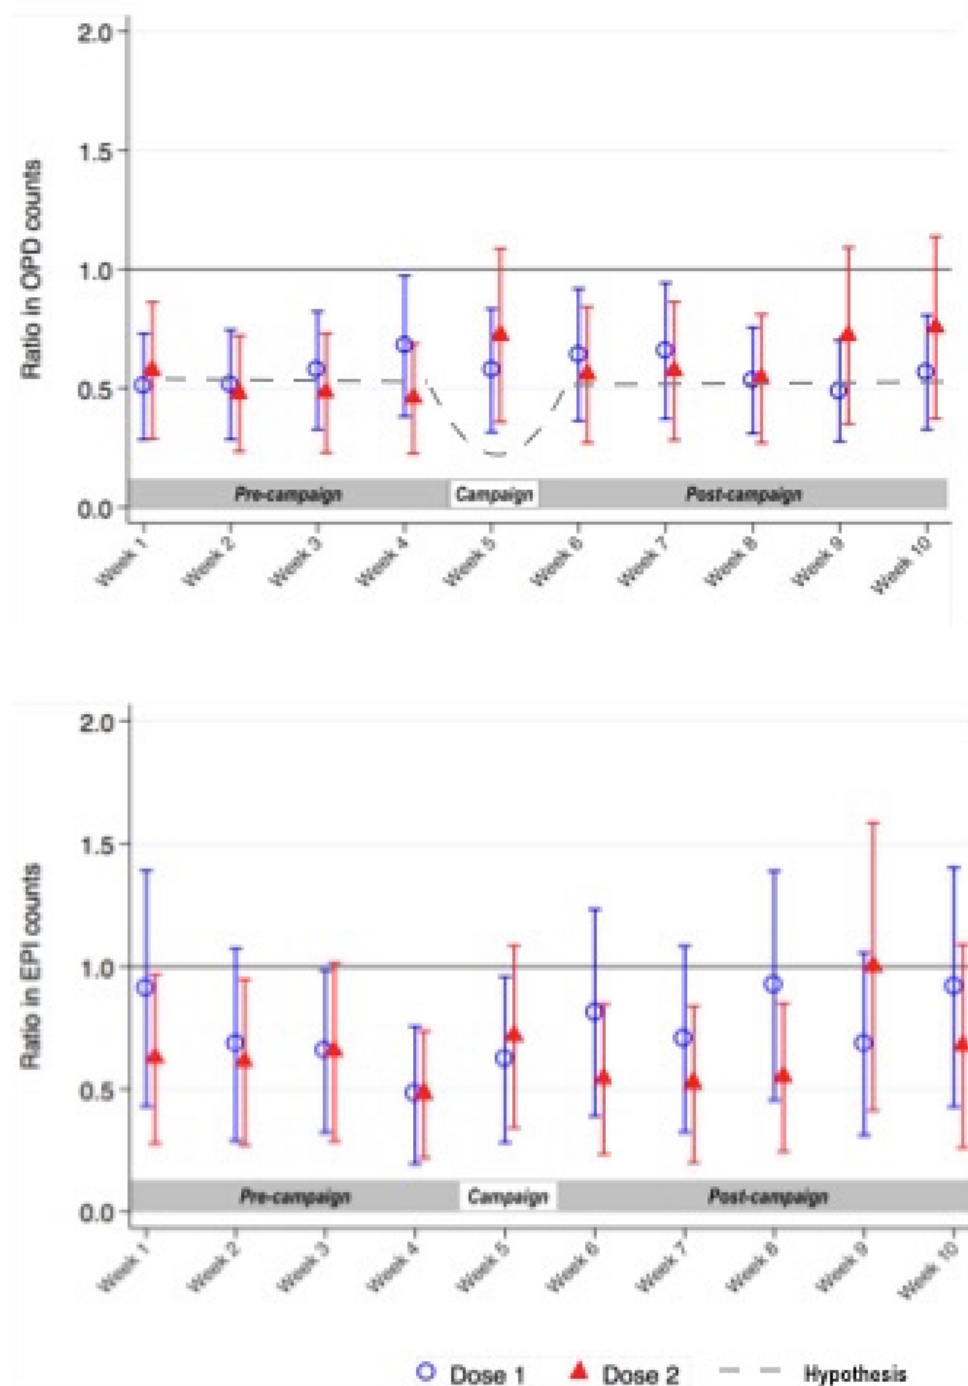 Ratio in OPD counts
2.0
1.5
1.0
0.5
0.0
Pre-campaign Campaign Post-campaign
Week 1 Week 2 Week 3 Week 4 Week 5 Week 6 Week 7 Week 8 Week 9 Week 10
Ratio in EPI counts
2.0
1.5
1.0
0.5
0.0
Pre-campaign Campaign Post-campaign
Week 1 Week 2 Week 3 Week 4 Week 5 Week 6 Week 7 Week 8 Week 9 Week 10
Dose 1 Dose 2 Hypothesis